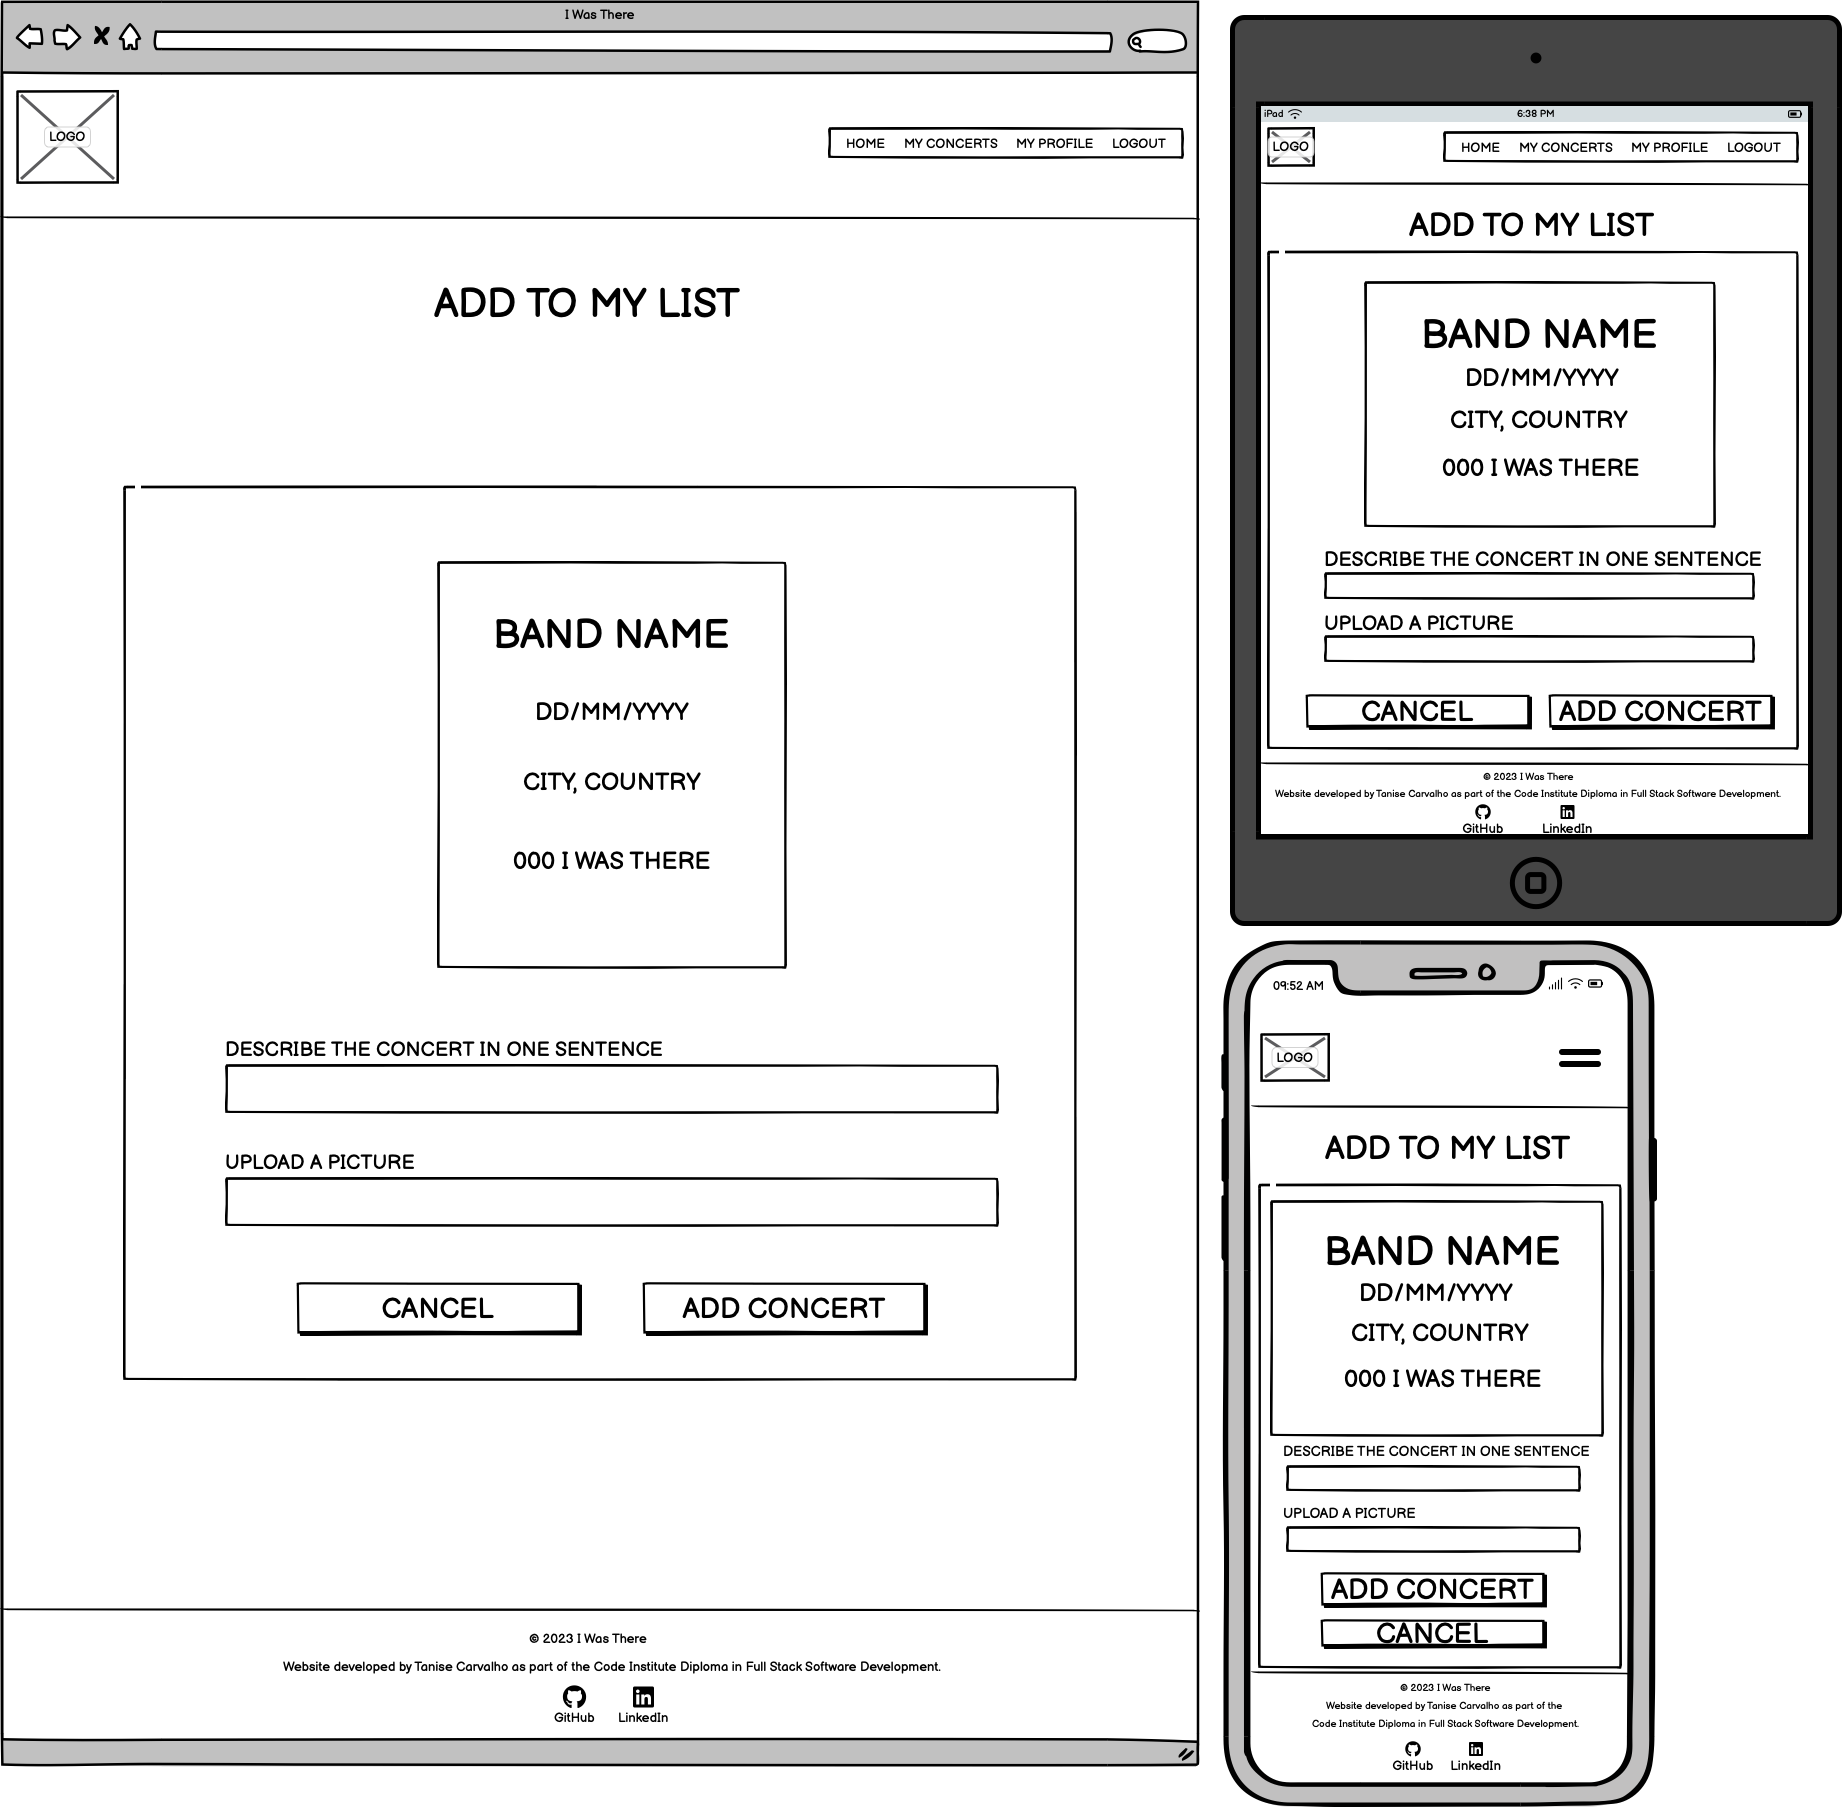 I Was There
LOGO
HOME MY CONCERTS MY PROFILE LOGOUT
ADD TO MY LIST
BAND NAME
DD/MM/YYYY
CITY, COUNTRY
000 I WAS THERE
DESCRIBE THE CONCERT IN ONE SENTENCE
UPLOAD A PICTURE
CANCEL ADD CONCERT
© 2023 I Was There
Website developed by Tanise Carvalho as part of the Code Institute Diploma in Full Stack Software Development.
GitHub LinkedIn
iPad 6:38 PM
LOGO
HOME MY CONCERTS MY PROFILE LOGOUT
ADD TO MY LIST
BAND NAME
DD/MM/YYYY
CITY, COUNTRY
000 I WAS THERE
DESCRIBE THE CONCERT IN ONE SENTENCE
UPLOAD A PICTURE
CANCEL ADD CONCERT
© 2023 I Was There
Website developed by Tanise Carvalho as part of the Code Institute Diploma in Full Stack Software Development.
GitHub LinkedIn
09:52 AM
LOGO
ADD TO MY LIST
BAND NAME
DD/MM/YYYY
CITY, COUNTRY
000 I WAS THERE
DESCRIBE THE CONCERT IN ONE SENTENCE
UPLOAD A PICTURE
ADD CONCERT
CANCEL
© 2023 I Was There
Website developed by Tanise Carvalho as part of the
Code Institute Diploma in Full Stack Software Development.
GitHub LinkedIn